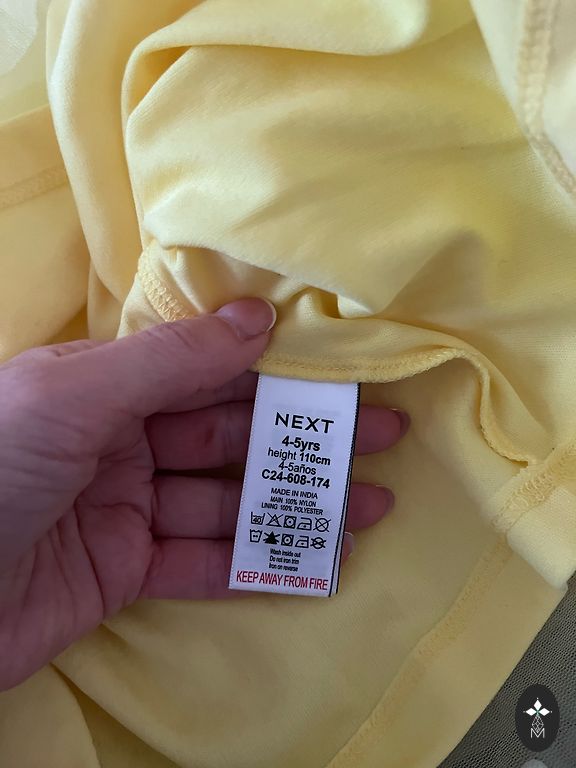 NEXT
4-5yrs
height 110cm
4-5años
C24-608-174
MADE IN INDIA
MAIN 100% NYLON
LINING 100% POLYESTER
40
Wash inside out
Do not iron trim
Iron on reverse
KEEP AWAY FROM FIRE
M